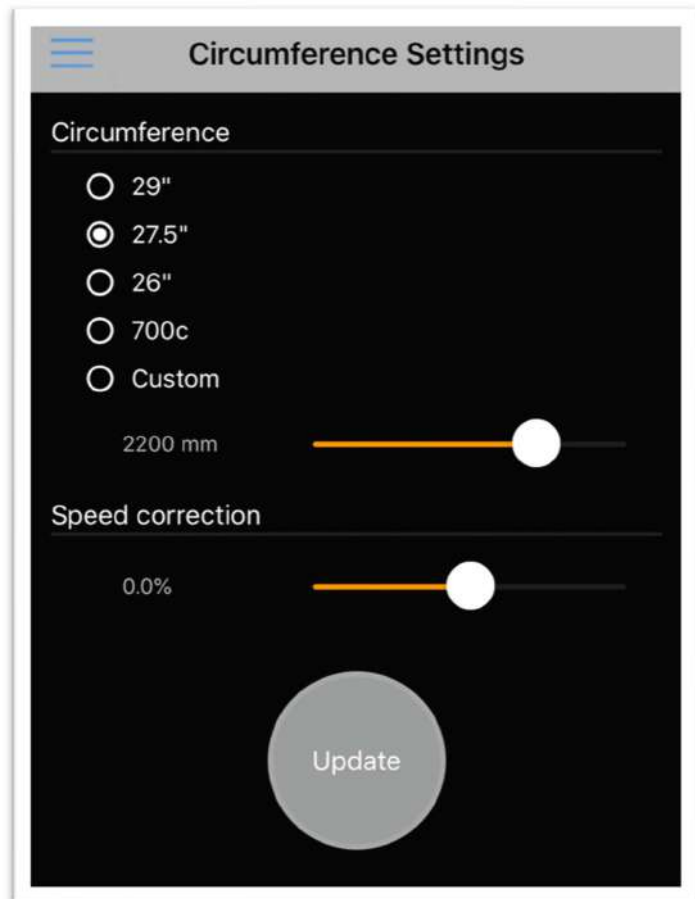 Circumference Settings
Circumference
29"
27.5"
26"
700c
Custom
2200 mm
Speed correction
0.0%
Update